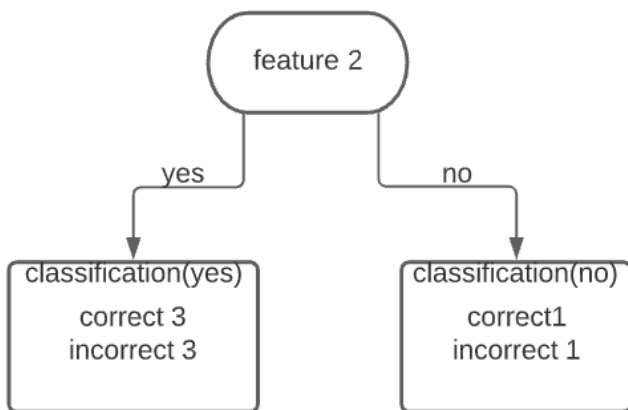 feature 2
yes
no
classification(yes)
correct 3
incorrect 3
classification(no)
correct1
incorrect 1